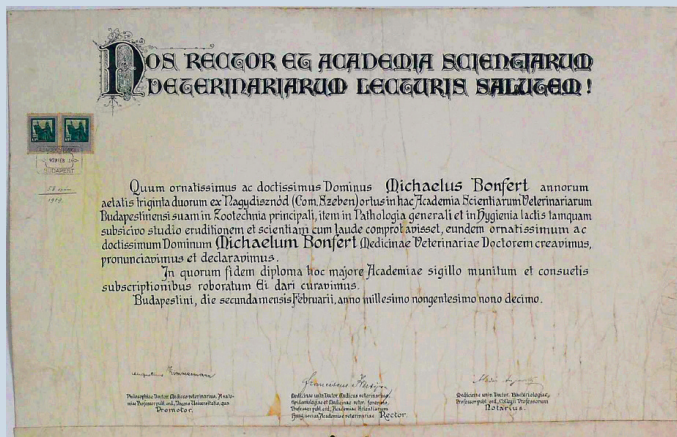 NOS RECTOR ET ACADEMIA SCIENTIARUM
VETERINARIARUM LECTURIS SALUTEM!
BUDAPEST
Quum ornatissimus ac doctissimus Dominus Michaelus Bonfert annorum
aetatis triginta duorum ex Nagydisznód (Com. Szeben) ortus in hac Academia Scientiarum Veterinariarum
Budapestinensi suam in Zootechnia principali, item in Pathologia generali et in Hygienia lactis tamquam
subsicivo studio eruditionem et scientiam cum laude comprobavisset, eundem ornatissimum ac
doctissimum Dominum Michaelum Bonfert Medicinae Veterinariae Doctorem creavimus,
pronunciavimus et declaravimus.
In quorum fidem diploma hoc majore Academiae sigillo munitum et consuetis
subscriptionibus roboratum Ei dari curavimus.
Budapestini, die secunda mensis Februarii, anno millesimo nongentesimo nono decimo.
Promotor.
Rector.
Notarius.